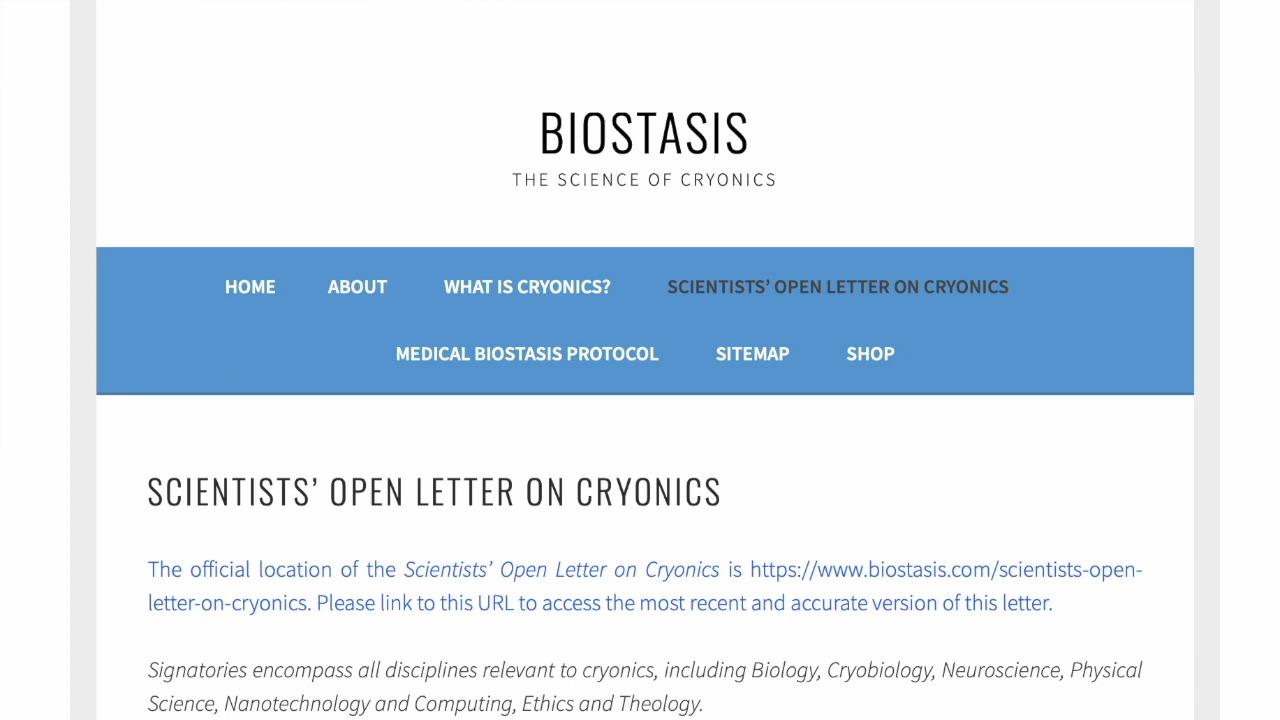 BIOSTASIS
THE SCIENCE OF CRYONICS
HOME ABOUT WHAT IS CRYONICS? SCIENTISTS’ OPEN LETTER ON CRYONICS
MEDICAL BIOSTASIS PROTOCOL SITEMAP SHOP
SCIENTISTS’ OPEN LETTER ON CRYONICS
The official location of the Scientists’ Open Letter on Cryonics is https://www.biostasis.com/scientists-open-
letter-on-cryonics. Please link to this URL to access the most recent and accurate version of this letter.
Signatories encompass all disciplines relevant to cryonics, including Biology, Cryobiology, Neuroscience, Physical
Science, Nanotechnology and Computing, Ethics and Theology.